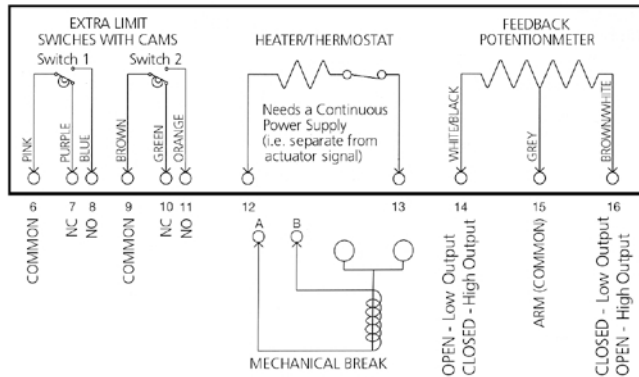 EXTRA LIMIT
SWICHES WITH CAMS
Switch 1
Switch 2
HEATER/THERMOSTAT
FEEDBACK
POTENTIONMETER
PINK
PURPLE
BLUE
BROWN
GREEN
ORANGE
Needs a Continuous
Power Supply
(i.e. separate from
actuator signal)
WHITE/BLACK
GREY
BROWN/WHITE
6 7 8 9 10 11 12 13 14 15 16
COMMON
NC
NO
COMMON
NC
NO
A B
OPEN - Low Output
CLOSED - High Output
ARM (COMMON)
CLOSED - Low Output
OPEN - High Output
MECHANICAL BREAK